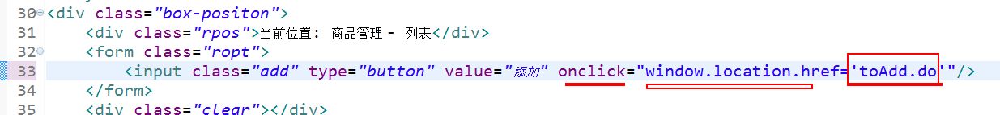 30 <div class="box-positon">
31 <div class="rpos">当前位置: 商品管理 - 列表</div>
32 <form class="ropt">
33 <input class="add" type="button" value="添加" onclick="window.location.href='toAdd.do'"/>
34 </form>
35 <div class="clear"></div>